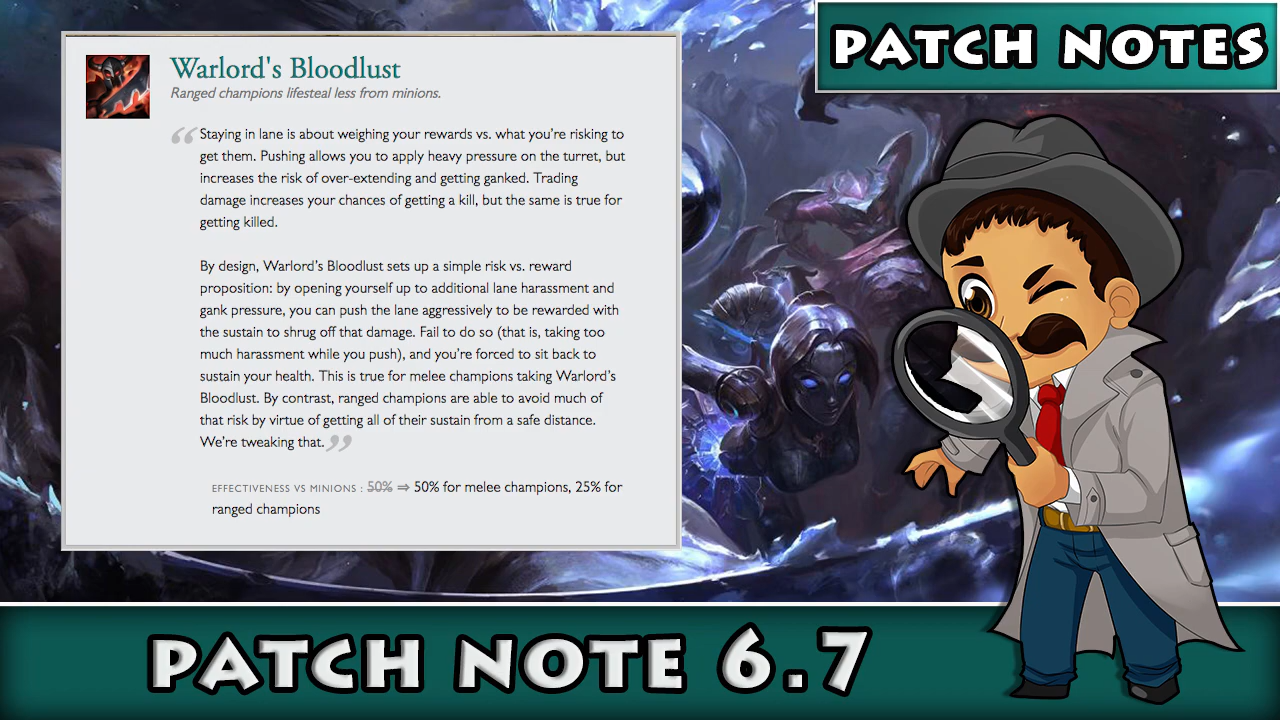 PATCH NOTES
Warlord's Bloodlust
Ranged champions lifesteal less from minions.
“Staying in lane is about weighing your rewards vs. what you're risking to
get them. Pushing allows you to apply heavy pressure on the turret, but
increases the risk of over-extending and getting ganked. Trading
damage increases your chances of getting a kill, but the same is true for
getting killed.
By design, Warlord's Bloodlust sets up a simple risk vs. reward
proposition: by opening yourself up to additional lane harassment and
gank pressure, you can push the lane aggressively to be rewarded with
the sustain to shrug off that damage. Fail to do so (that is, taking too
much harassment while you push), and you're forced to sit back to
sustain your health. This is true for melee champions taking Warlord's
Bloodlust. By contrast, ranged champions are able to avoid much of
that risk by virtue of getting all of their sustain from a safe distance.
We're tweaking that.”
EFFECTIVENESS VS MINIONS : 50% ⇒ 50% for melee champions, 25% for
ranged champions
PATCH NOTE 6.7